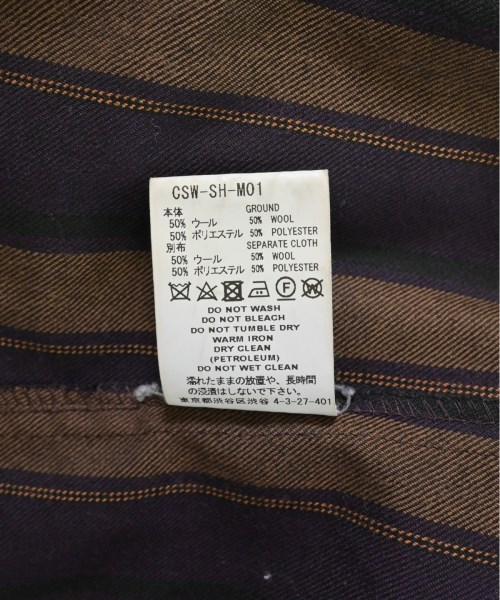 CSW-SH-M01
本体 GROUND
50% ウール 50% WOOL
50% ポリエステル 50% POLYESTER
別布 SEPARATE CLOTH
50% ウール 50% WOOL
50% ポリエステル 50% POLYESTER
DO NOT WASH
DO NOT BLEACH
DO NOT TUMBLE DRY
WARM IRON
DRY CLEAN
(PETROLEUM)
DO NOT WET CLEAN
濡れたままの放置や、長時間
の浸漬はしないで下さい。
東京都渋谷区渋谷 4-3-27-401